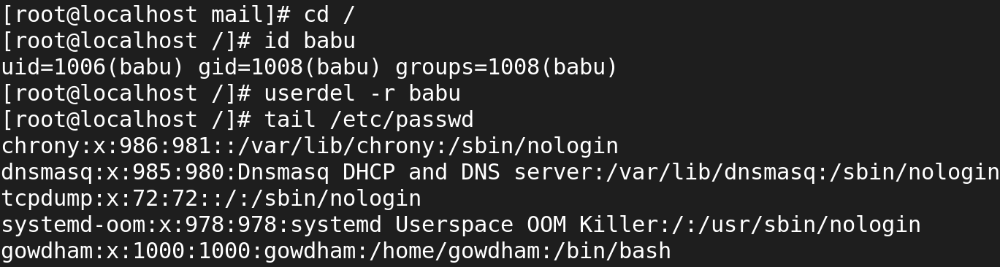 [root@localhost mail]# cd /
[root@localhost /]# id babu
uid=1006(babu) gid=1008(babu) groups=1008(babu)
[root@localhost /]# userdel -r babu
[root@localhost /]# tail /etc/passwd
chrony:x:986:981::/var/lib/chrony:/sbin/nologin
dnsmasq:x:985:980:Dnsmasq DHCP and DNS server:/var/lib/dnsmasq:/sbin/nologin
tcpdump:x:72:72::/:/sbin/nologin
systemd-oom:x:978:978:systemd Userspace OOM Killer:/:/usr/sbin/nologin
gowdham:x:1000:1000:gowdham:/home/gowdham:/bin/bash